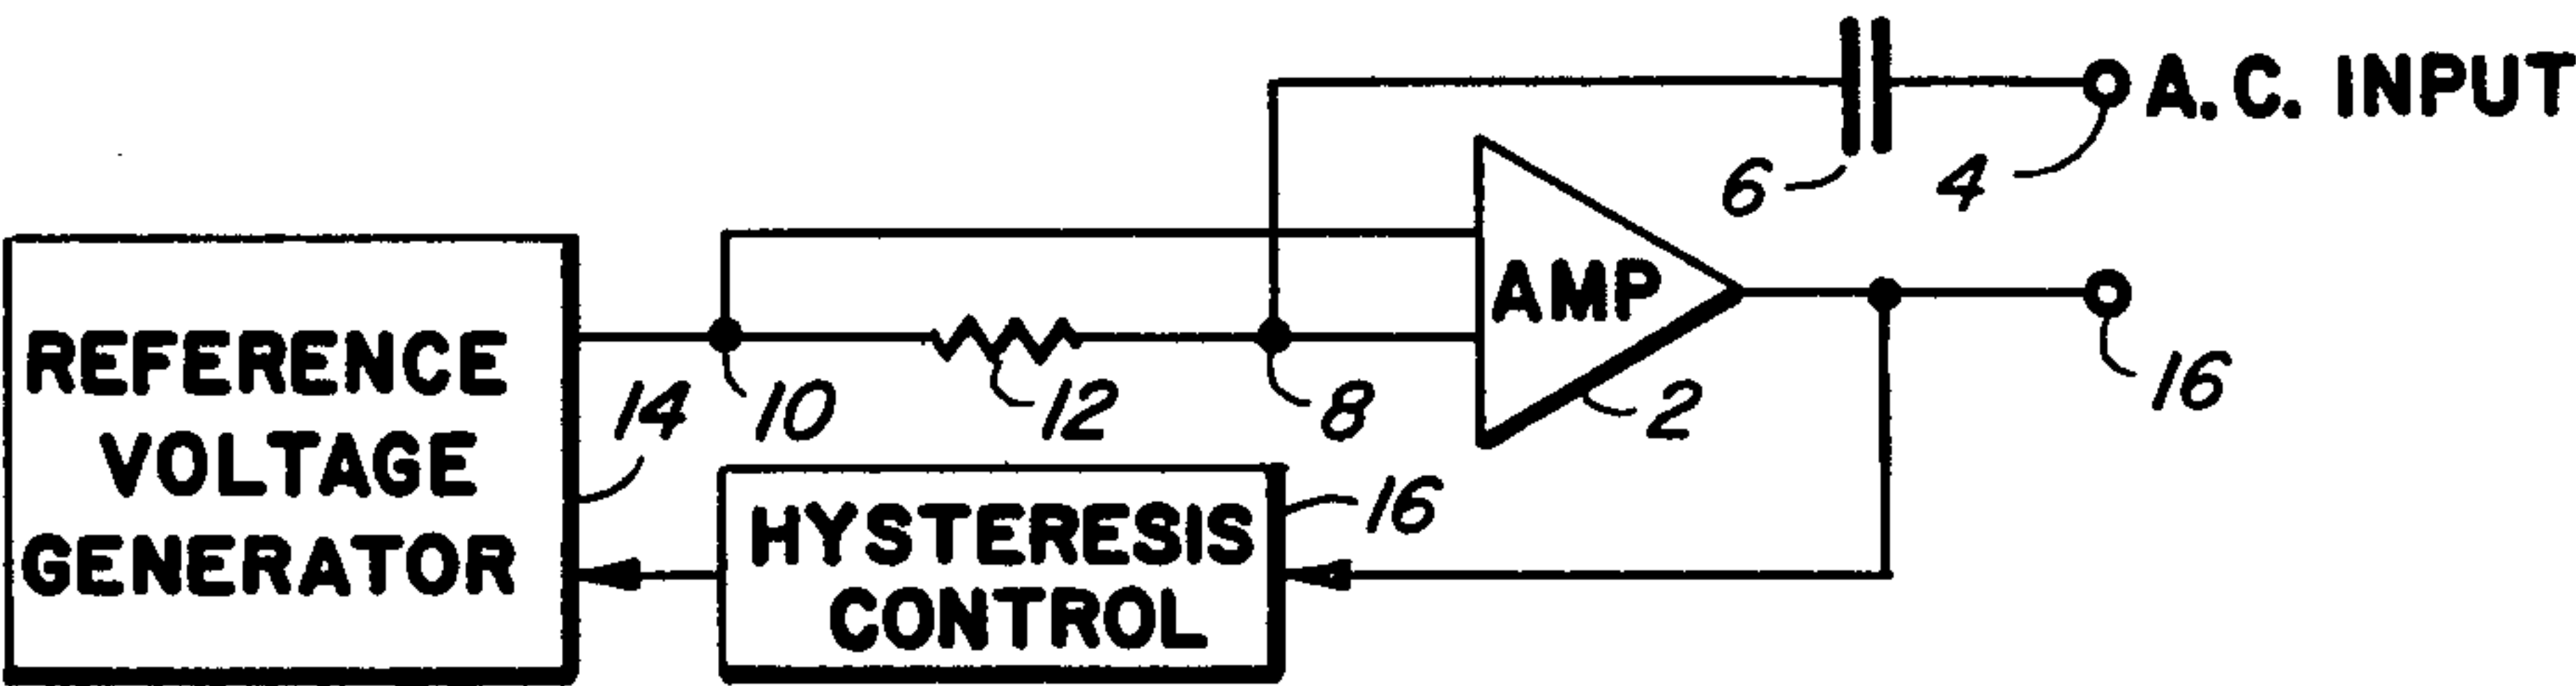 A.C. INPUT
6
4
AMP
REFERENCE
VOLTAGE
GENERATOR
14
10
12
8
2
16
HYSTERESIS
CONTROL
16